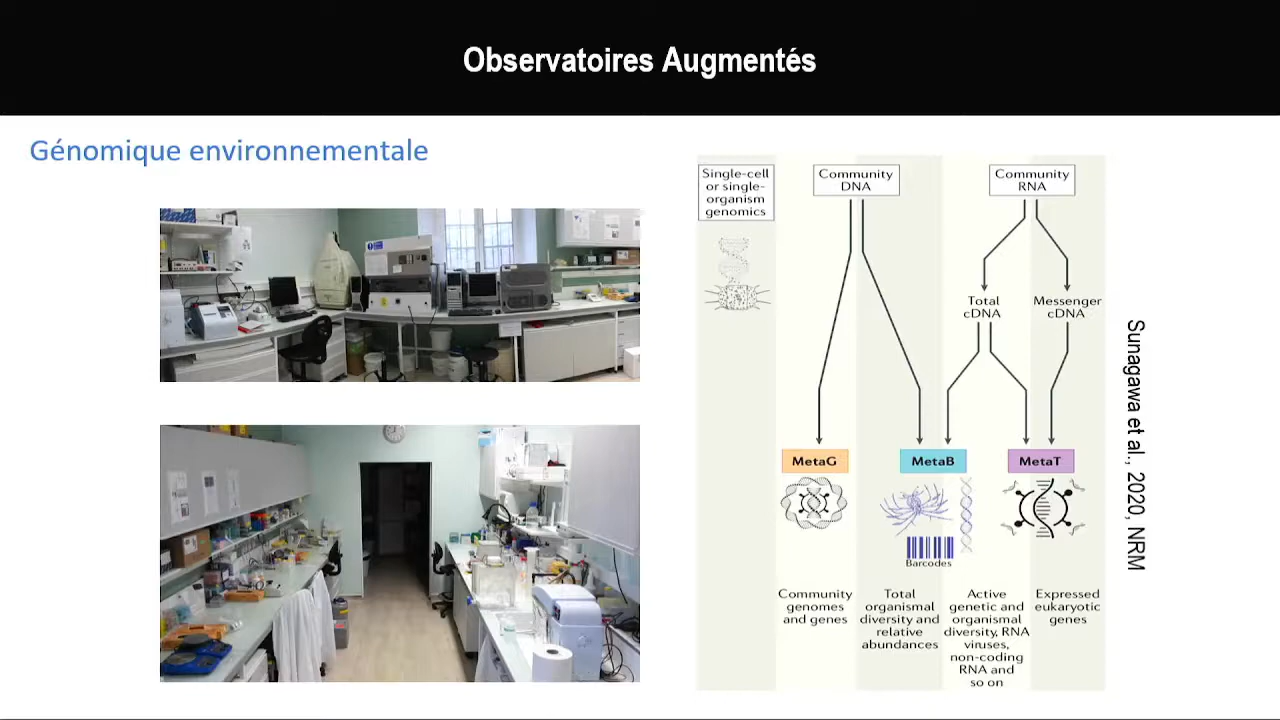 Observatoires Augmentés
Génomique environnementale
Single-cell
or single-
organism
genomics
Community
DNA
Community
RNA
Total
cDNA
Messenger
cDNA
MetaG
MetaB
MetaT
Barcodes
Community
genomes
and genes
Total
organismal
diversity and
relative
abundances
Active
genetic and
organismal
diversity, RNA
viruses,
non-coding
RNA and
so on
Expressed
eukaryotic
genes
Sunagawa et al., 2020, NRM